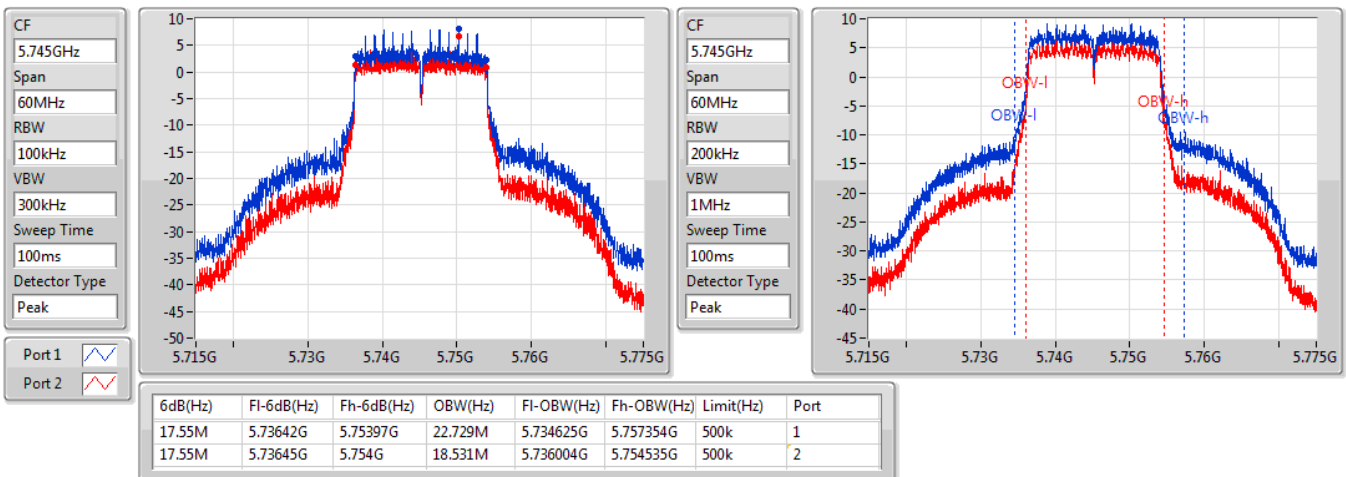 CF
5.745GHz
Span
60MHz
RBW
100kHz
VBW
300kHz
Sweep Time
100ms
Detector Type
Peak
Port 1
Port 2
10
5
0
-5
-10
-15
-20
-25
-30
-35
-40
-45
-50
5.715G 5.73G 5.74G 5.75G 5.76G 5.775G
CF
5.745GHz
Span
60MHz
RBW
200kHz
VBW
1MHz
Sweep Time
100ms
Detector Type
Peak
10
5
0
-5
-10
-15
-20
-25
-30
-35
-40
-45
OBW-l
OBW-h
OBW-l
OBW-h
5.715G 5.73G 5.74G 5.75G 5.76G 5.775G
6dB(Hz) Fl-6dB(Hz) Fh-6dB(Hz) OBW(Hz) Fl-OBW(Hz) Fh-OBW(Hz) Limit(Hz) Port
17.55M 5.73642G 5.75397G 22.729M 5.734625G 5.757354G 500k 1
17.55M 5.73645G 5.754G 18.531M 5.736004G 5.754535G 500k 2